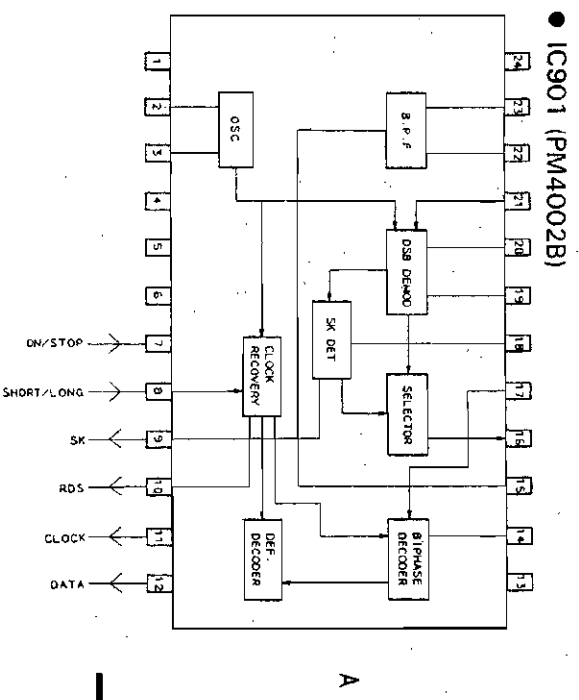 ● IC901 (PM4002B)
24
23
22
21
20
19
18
17
16
15
14
13
B.P.F
DSB DEMOD
SELECTOR
BIPHASE
DECODER
OSC
SK DET
CLOCK
RECOVERY
DEF.
DECODER
1
2
3
4
5
6
7
8
9
10
11
12
ON/STOP
SHORT/LONG
SK
RDS
CLOCK
DATA
A